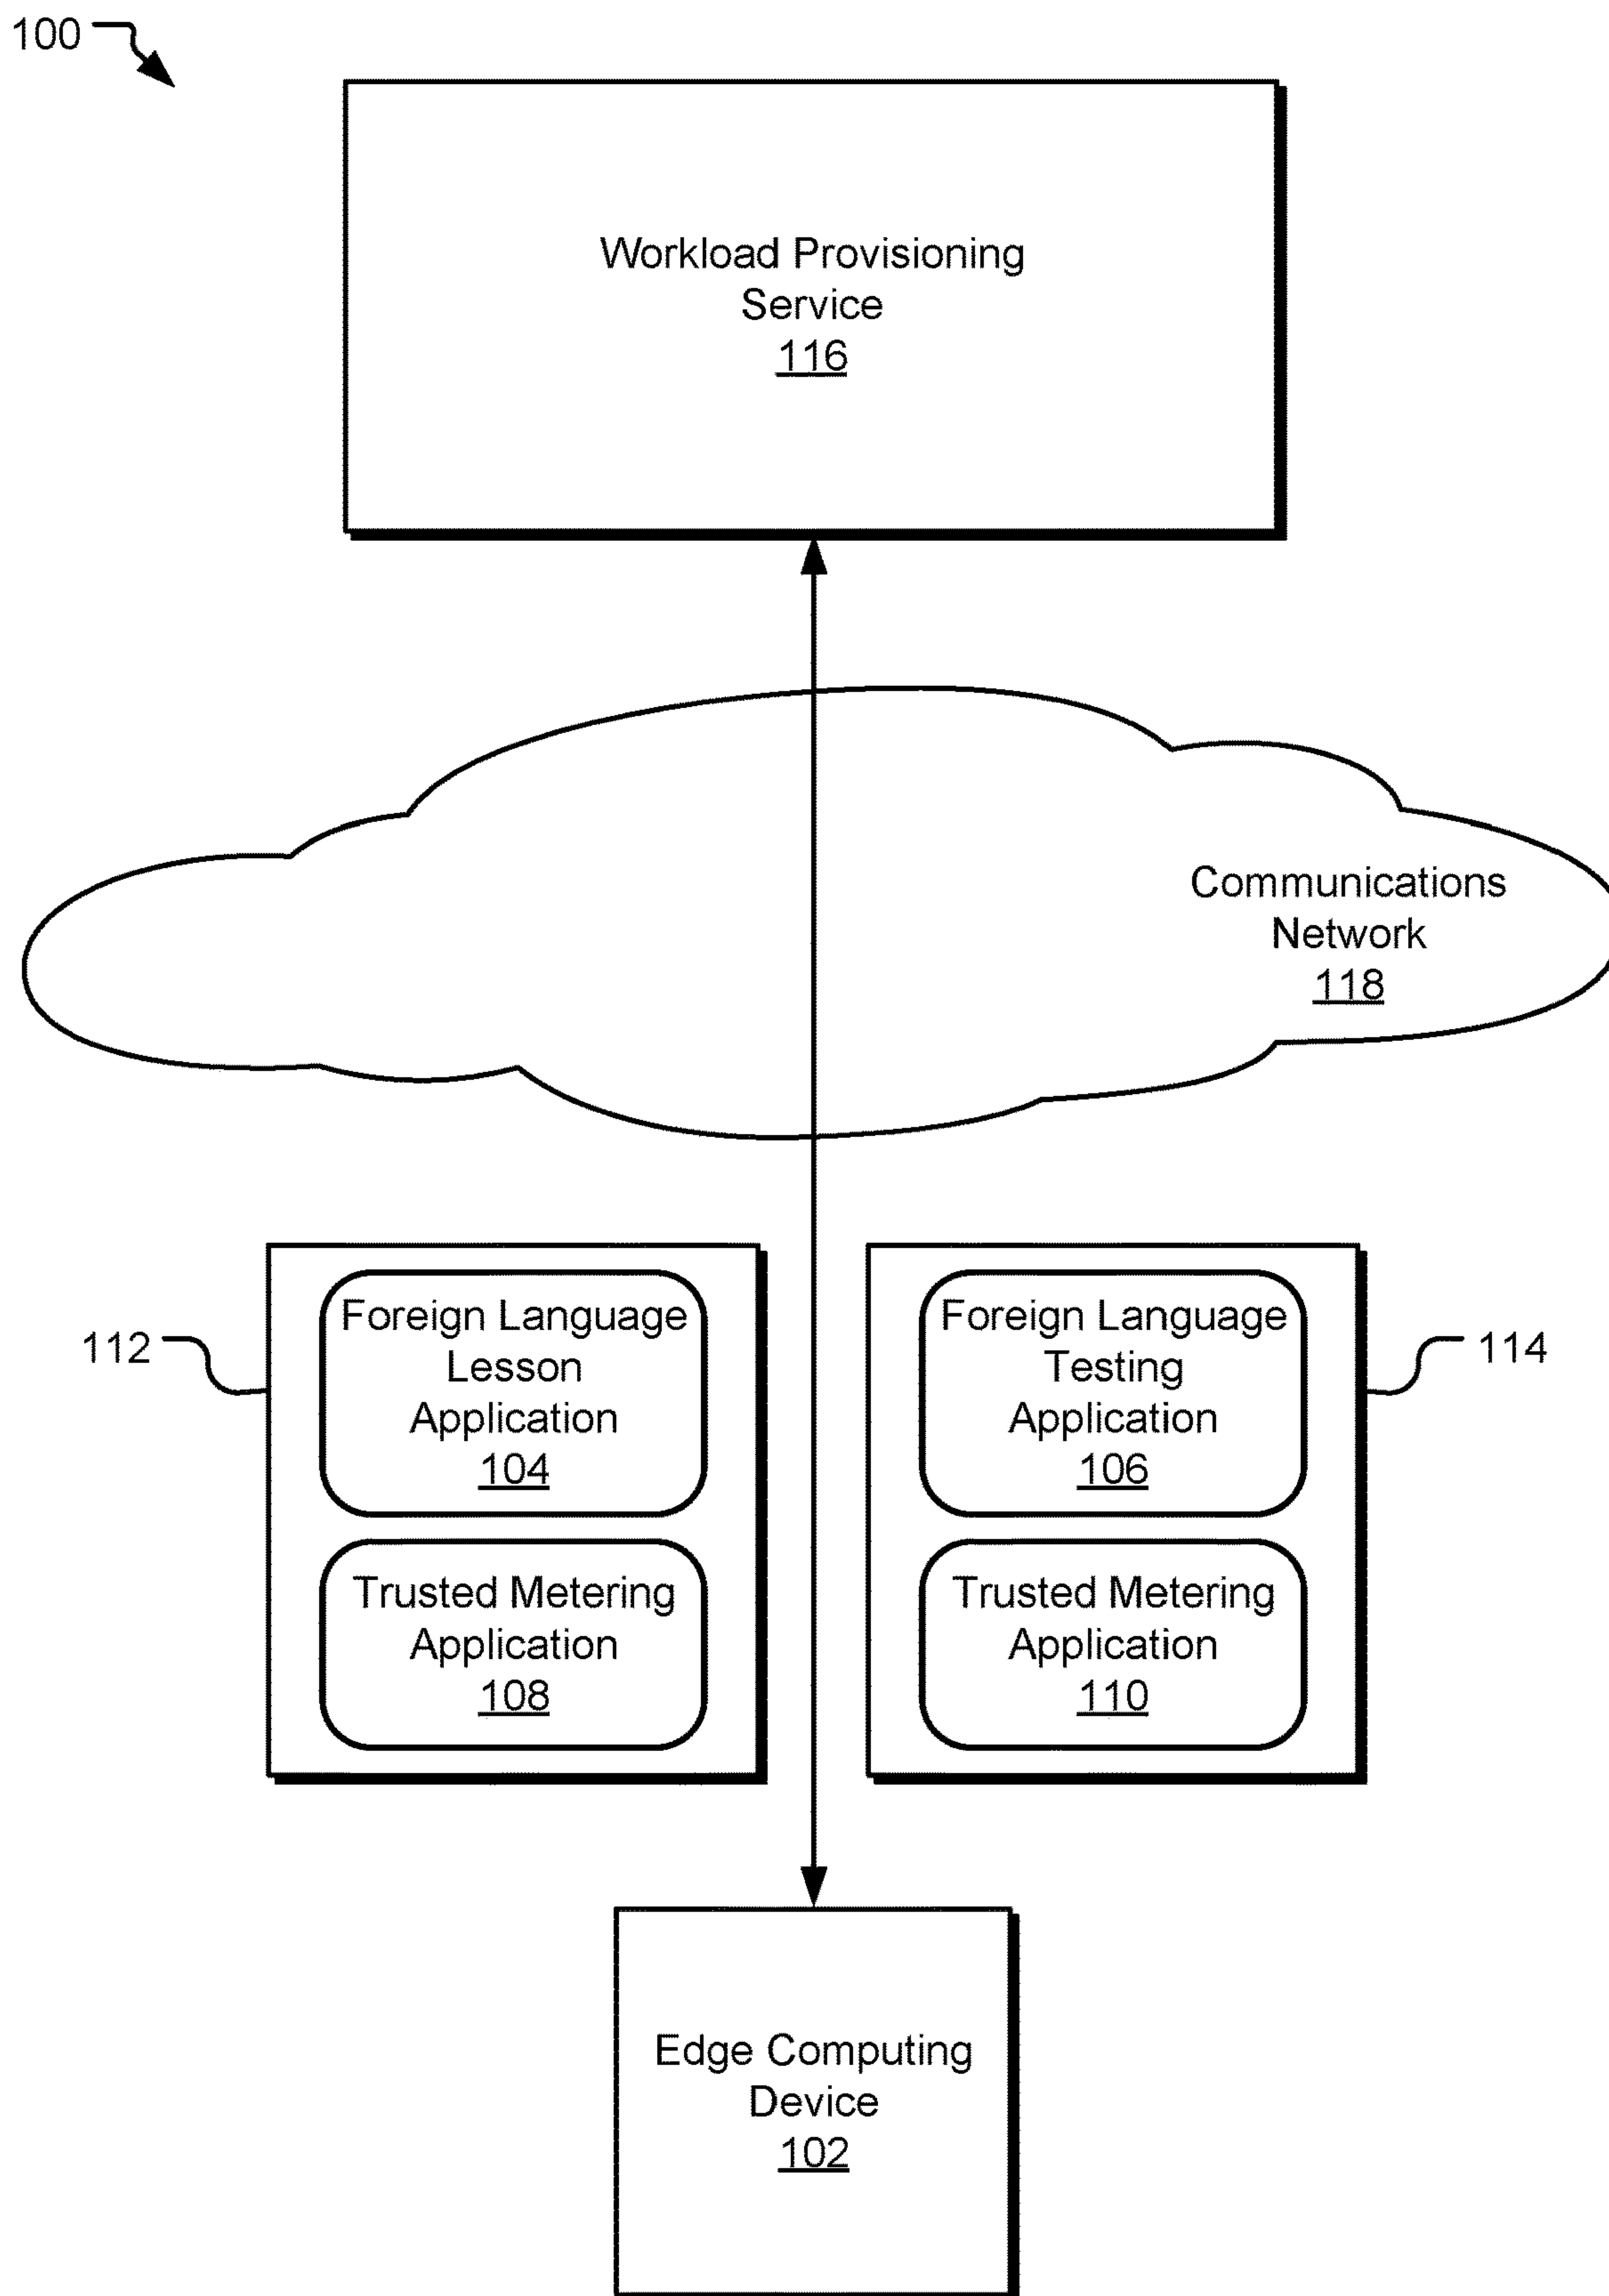 100
Workload Provisioning
Service
116
Communications
Network
118
112
Foreign Language
Lesson
Application
104
Trusted Metering
Application
108
Foreign Language
Testing
Application
106
Trusted Metering
Application
110
114
Edge Computing
Device
102